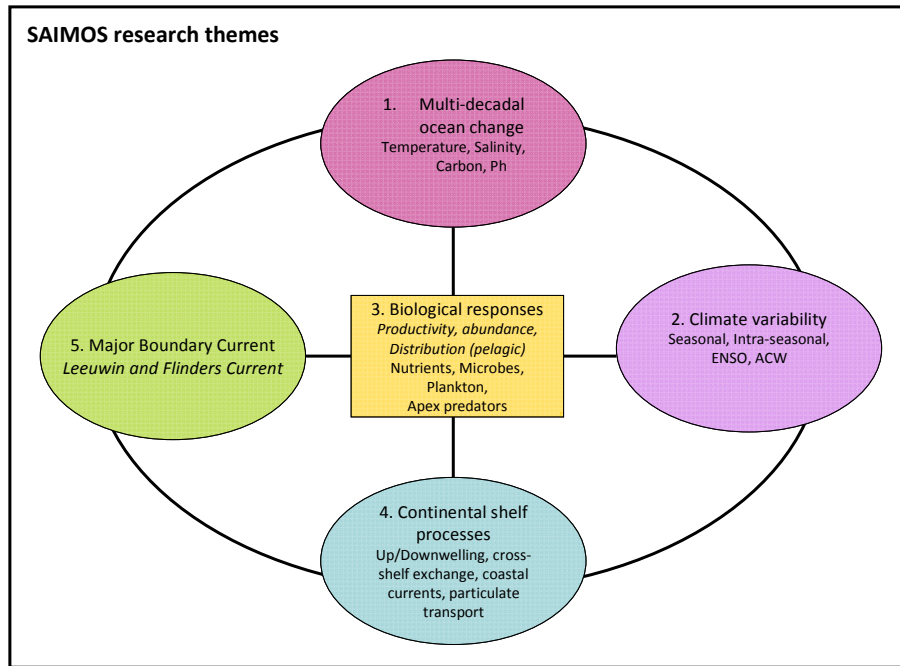 SAIMOS research themes
1. Multi-decadal
ocean change
Temperature, Salinity,
Carbon, Ph
2. Climate variability
Seasonal, Intra-seasonal,
ENSO, ACW
3. Biological responses
Productivity, abundance,
Distribution (pelagic)
Nutrients, Microbes,
Plankton,
Apex predators
4. Continental shelf
processes
Up/Downwelling, cross-
shelf exchange, coastal
currents, particulate
transport
5. Major Boundary Current
Leeuwin and Flinders Current